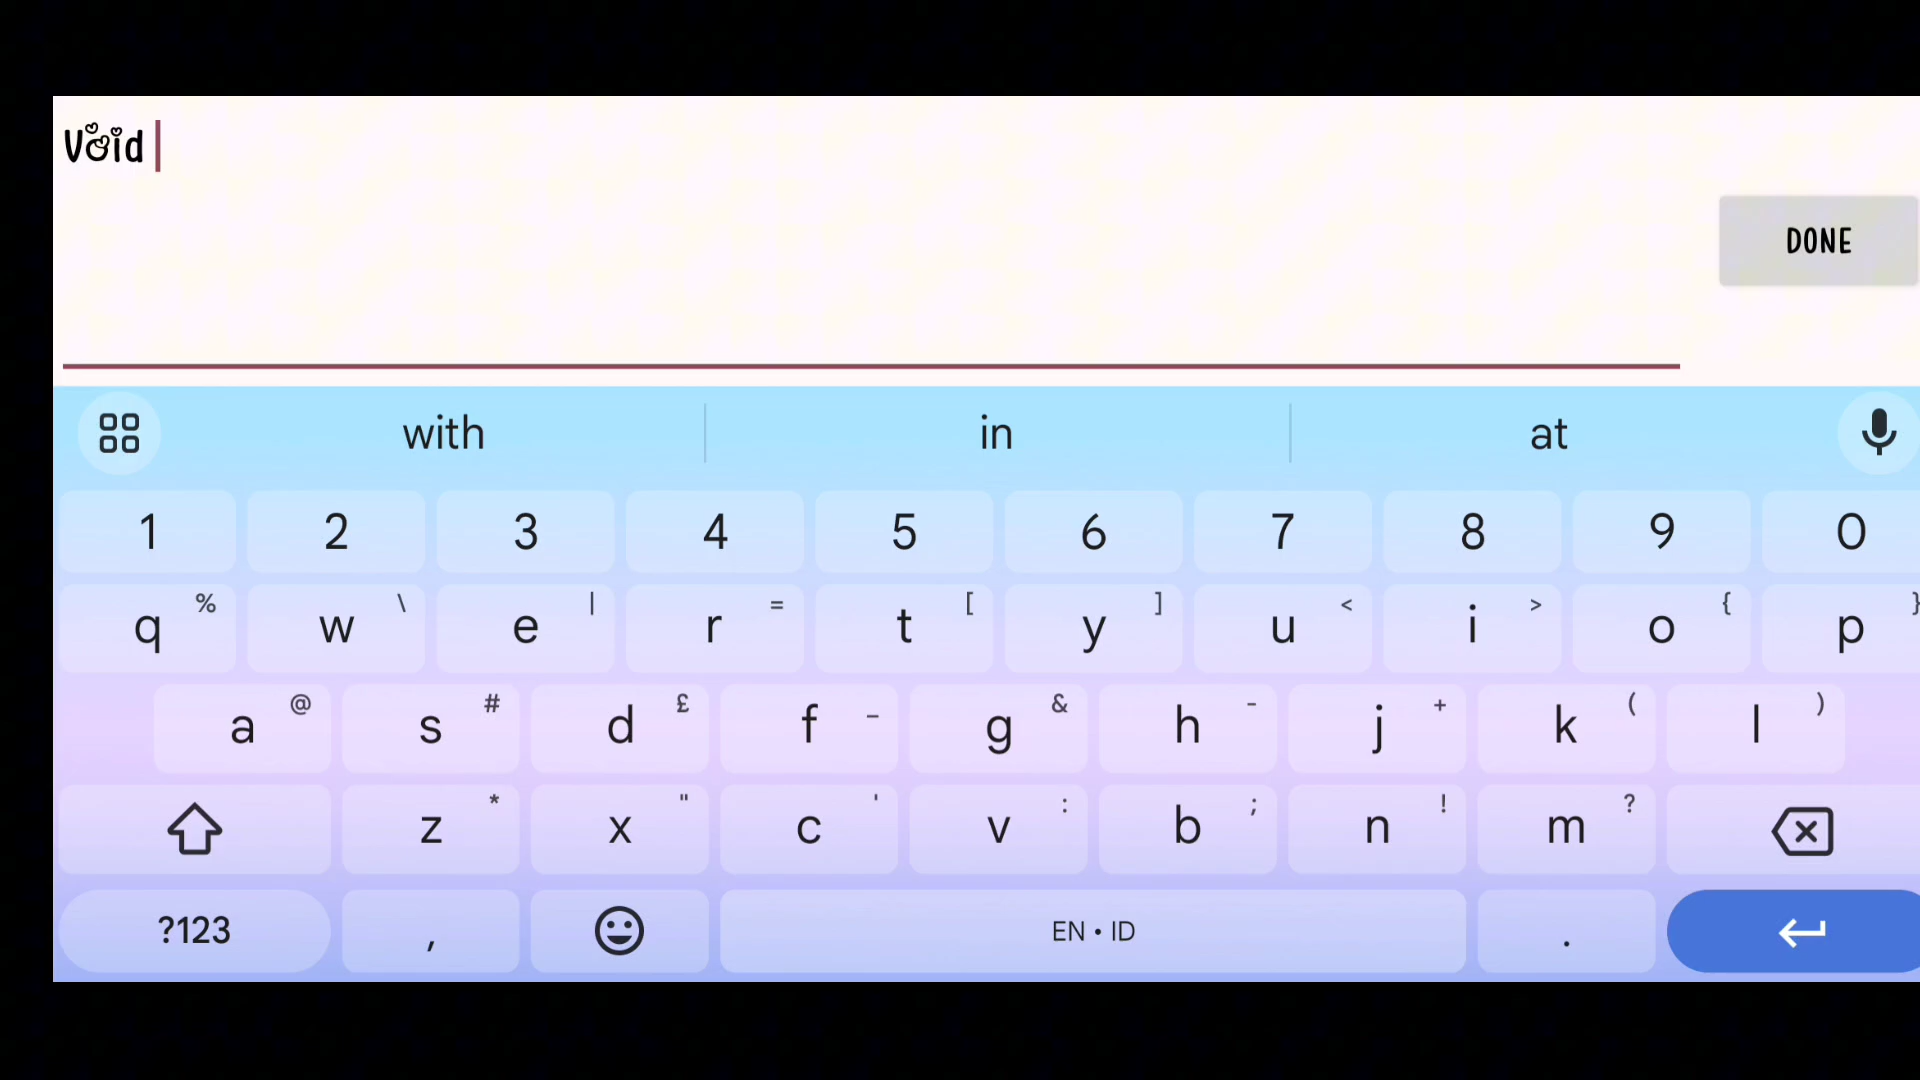 Void
DONE
with in at
1 2 3 4 5 6 7 8 9 0
q % w \ e | r = t [ y ] u < i > o { p }
a @ s # d £ f _ g & h - j + k ( l )
z * x " c ' v : b ; n ! m ?
?123 , EN • ID .